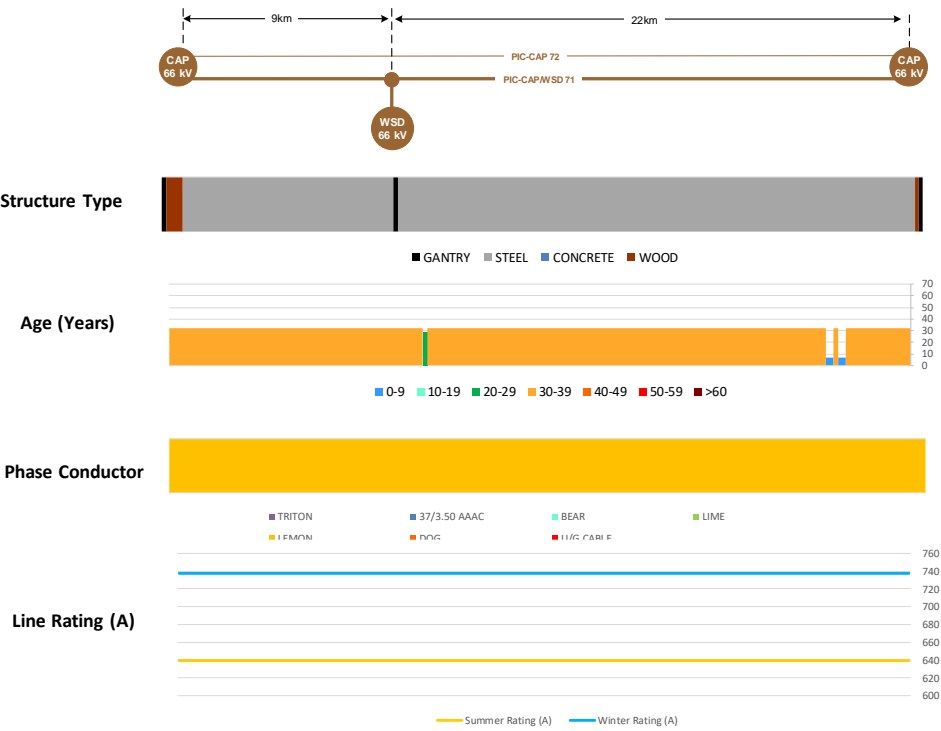 9km 22km
CAP
66 kV
PIC-CAP 72
PIC-CAP/WSD 71
CAP
66 kV
WSD
66 kV
Structure Type
GANTRY STEEL CONCRETE WOOD
Age (Years)
70
60
50
40
30
20
10
0
0-9 10-19 20-29 30-39 40-49 50-59 >60
Phase Conductor
TRITON 37/3.50 AAAC BEAR LIME
LEMON DOG U/G CABLE
Line Rating (A)
760
740
720
700
680
660
640
620
600
Summer Rating (A) Winter Rating (A)